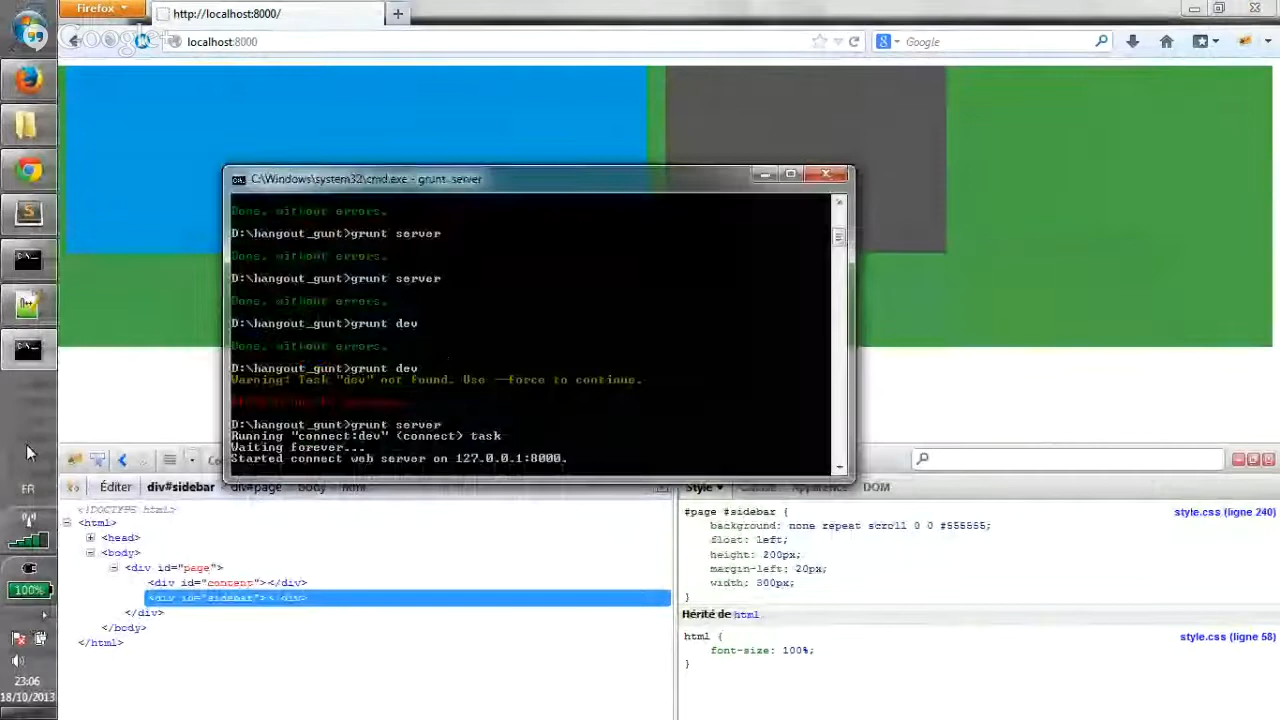 Firefox
http://localhost:8000/
Google+
localhost:8000
Google
C:\Windows\system32\cmd.exe - grunt server
Done, without errors.
D:\hangout_gunt>grunt server
Done, without errors.
D:\hangout_gunt>grunt server
Done, without errors.
D:\hangout_gunt>grunt dev
Done, without errors.
D:\hangout_gunt>grunt dev
Warning: Task "dev" not found. Use --force to continue.
D:\hangout_gunt>grunt server
Running "connect:dev" (connect) task
Waiting forever...
Started connect web server on 127.0.0.1:8000.
Éditer div#sidebar div#page body html
Style DOM
<!DOCTYPE html>
<html>
<head>
<body>
<div id="page">
<div id="content"></div>
<div id="sidebar"></div>
</div>
</body>
</html>
#page #sidebar { style.css (ligne 240)
background: none repeat scroll 0 0 #555555;
float: left;
height: 200px;
margin-left: 20px;
width: 300px;
}
Hérité de html
html { style.css (ligne 58)
font-size: 100%;
}
FR
100%
23:06
18/10/2013